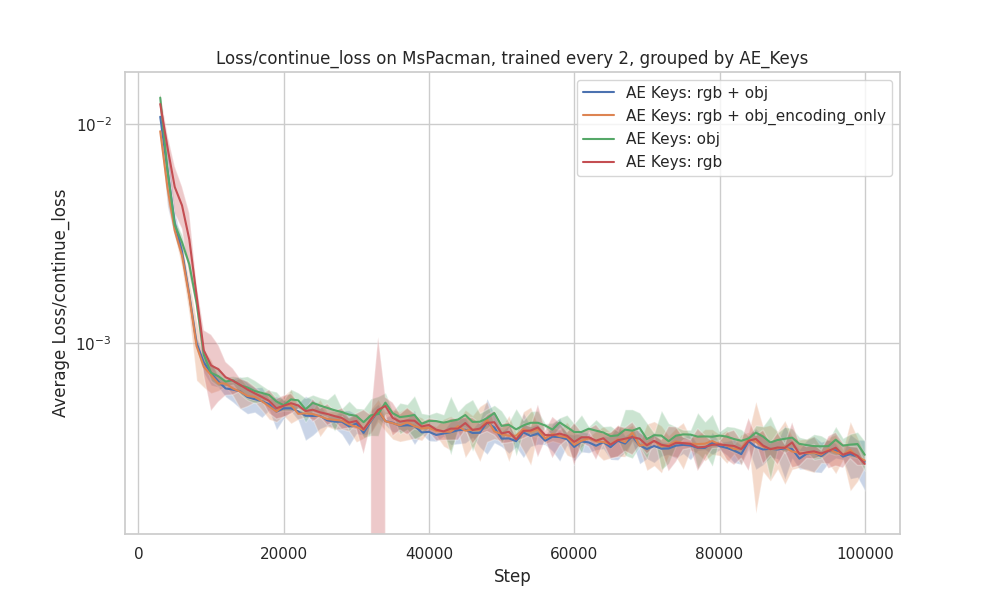 Loss/continue_loss on MsPacman, trained every 2, grouped by AE_Keys
AE Keys: rgb + obj
AE Keys: rgb + obj_encoding_only
AE Keys: obj
AE Keys: rgb
Average Loss/continue_loss
10−2
10−3
0 20000 40000 60000 80000 100000
Step